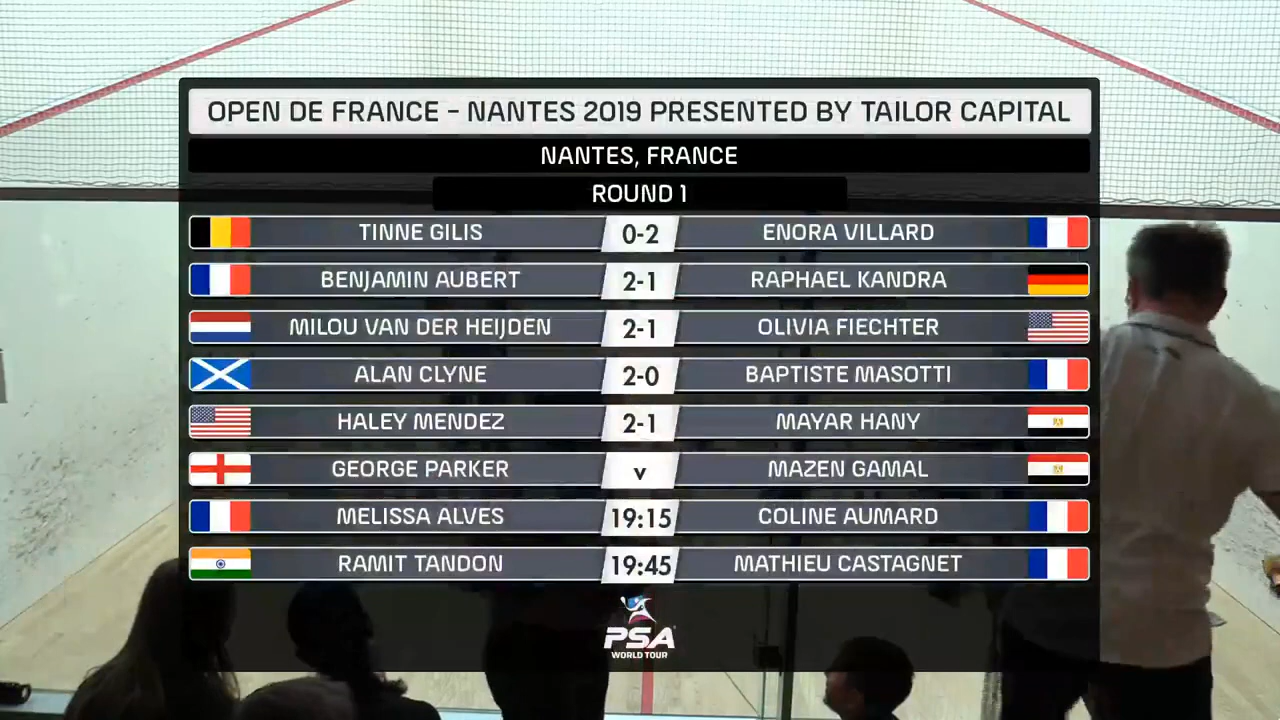 OPEN DE FRANCE - NANTES 2019 PRESENTED BY TAILOR CAPITAL
NANTES, FRANCE
ROUND 1
TINNE GILIS 0-2 ENORA VILLARD
BENJAMIN AUBERT 2-1 RAPHAEL KANDRA
MILOU VAN DER HEIJDEN 2-1 OLIVIA FIECHTER
ALAN CLYNE 2-0 BAPTISTE MASOTTI
HALEY MENDEZ 2-1 MAYAR HANY
GEORGE PARKER v MAZEN GAMAL
MELISSA ALVES 19:15 COLINE AUMARD
RAMIT TANDON 19:45 MATHIEU CASTAGNET
PSA
WORLD TOUR